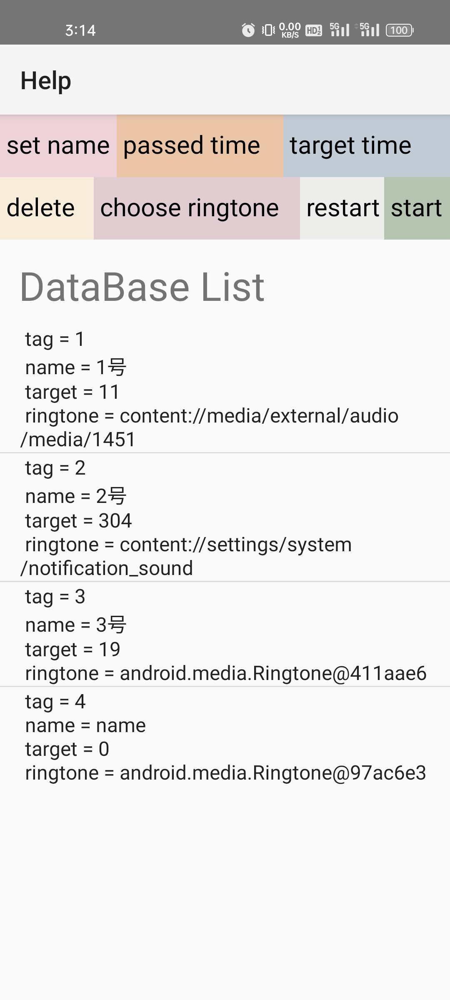 3:14 0.00 KB/S HD 1 2 5G 5G 100
Help
set name passed time target time
delete choose ringtone restart start
DataBase List
tag = 1
name = 1号
target = 11
ringtone = content://media/external/audio
/media/1451
tag = 2
name = 2号
target = 304
ringtone = content://settings/system
/notification_sound
tag = 3
name = 3号
target = 19
ringtone = android.media.Ringtone@411aae6
tag = 4
name = name
target = 0
ringtone = android.media.Ringtone@97ac6e3